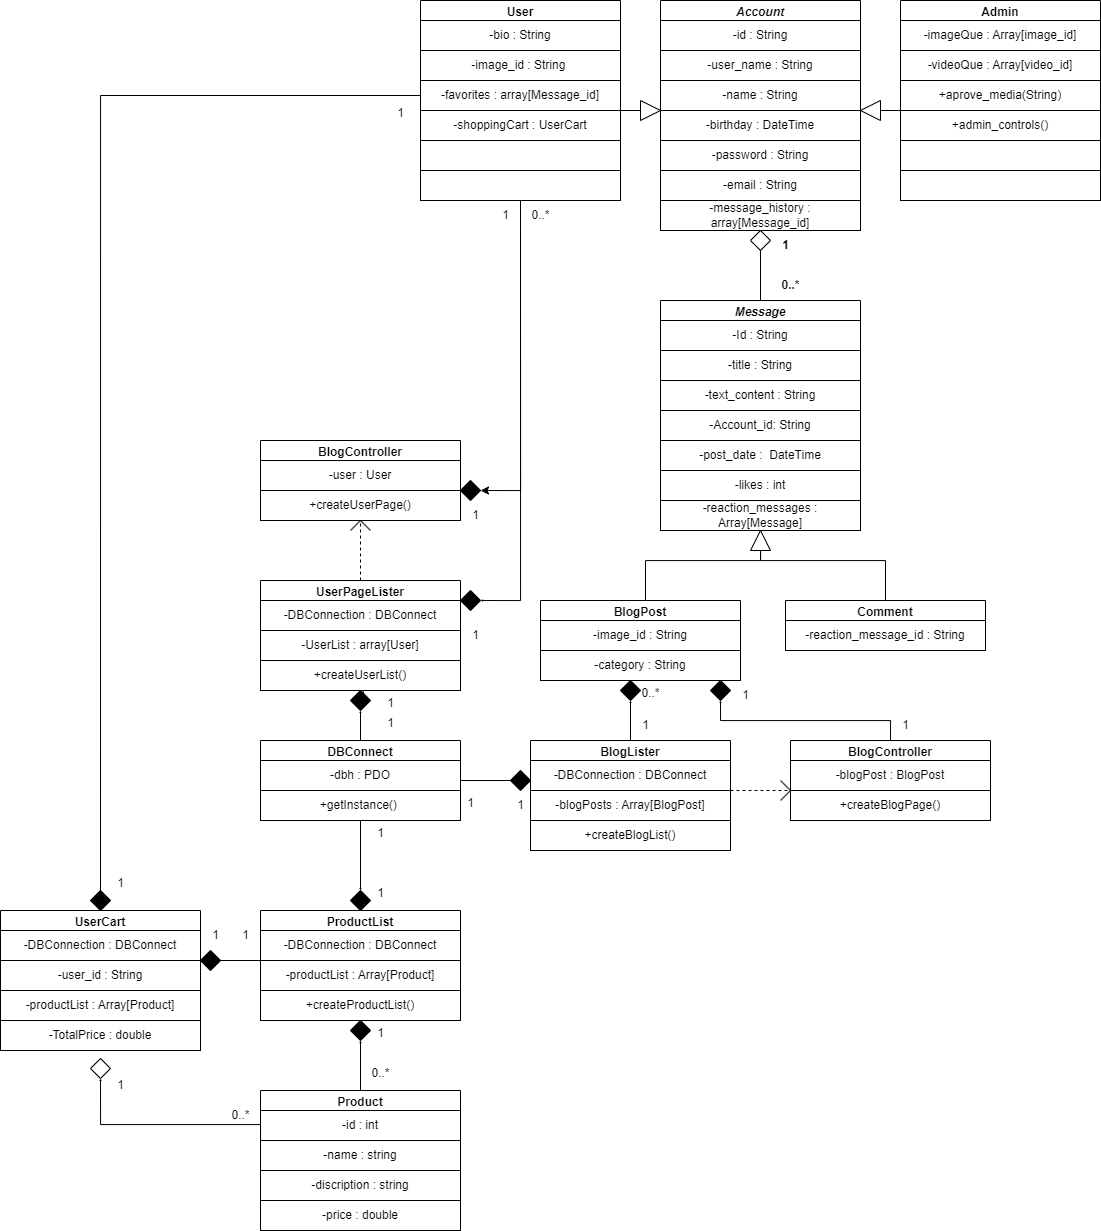 User
-bio : String
-image_id : String
-favorites : array[Message_id]
-shoppingCart : UserCart
Account
-id : String
-user_name : String
-name : String
-birthday : DateTime
-password : String
-email : String
-message_history :
array[Message_id]
Admin
-imageQue : Array[image_id]
-videoQue : Array[video_id]
+aprove_media(String)
+admin_controls()
1
1
0..*
1
0..*
Message
-Id : String
-title : String
-text_content : String
-Account_id: String
-post_date :  DateTime
-likes : int
-reaction_messages :
Array[Message]
BlogController
-user : User
+createUserPage()
1
UserPageLister
-DBConnection : DBConnect
-UserList : array[User]
+createUserList()
1
BlogPost
-image_id : String
-category : String
Comment
-reaction_message_id : String
1
1
0..*
1
1
1
DBConnect
-dbh : PDO
+getInstance()
1
1
BlogLister
-DBConnection : DBConnect
-blogPosts : Array[BlogPost]
+createBlogList()
BlogController
-blogPost : BlogPost
+createBlogPage()
1
1
1
UserCart
-DBConnection : DBConnect
-user_id : String
-productList : Array[Product]
-TotalPrice : double
1
1
ProductList
-DBConnection : DBConnect
-productList : Array[Product]
+createProductList()
1
0..*
1
0..*
Product
-id : int
-name : string
-discription : string
-price : double